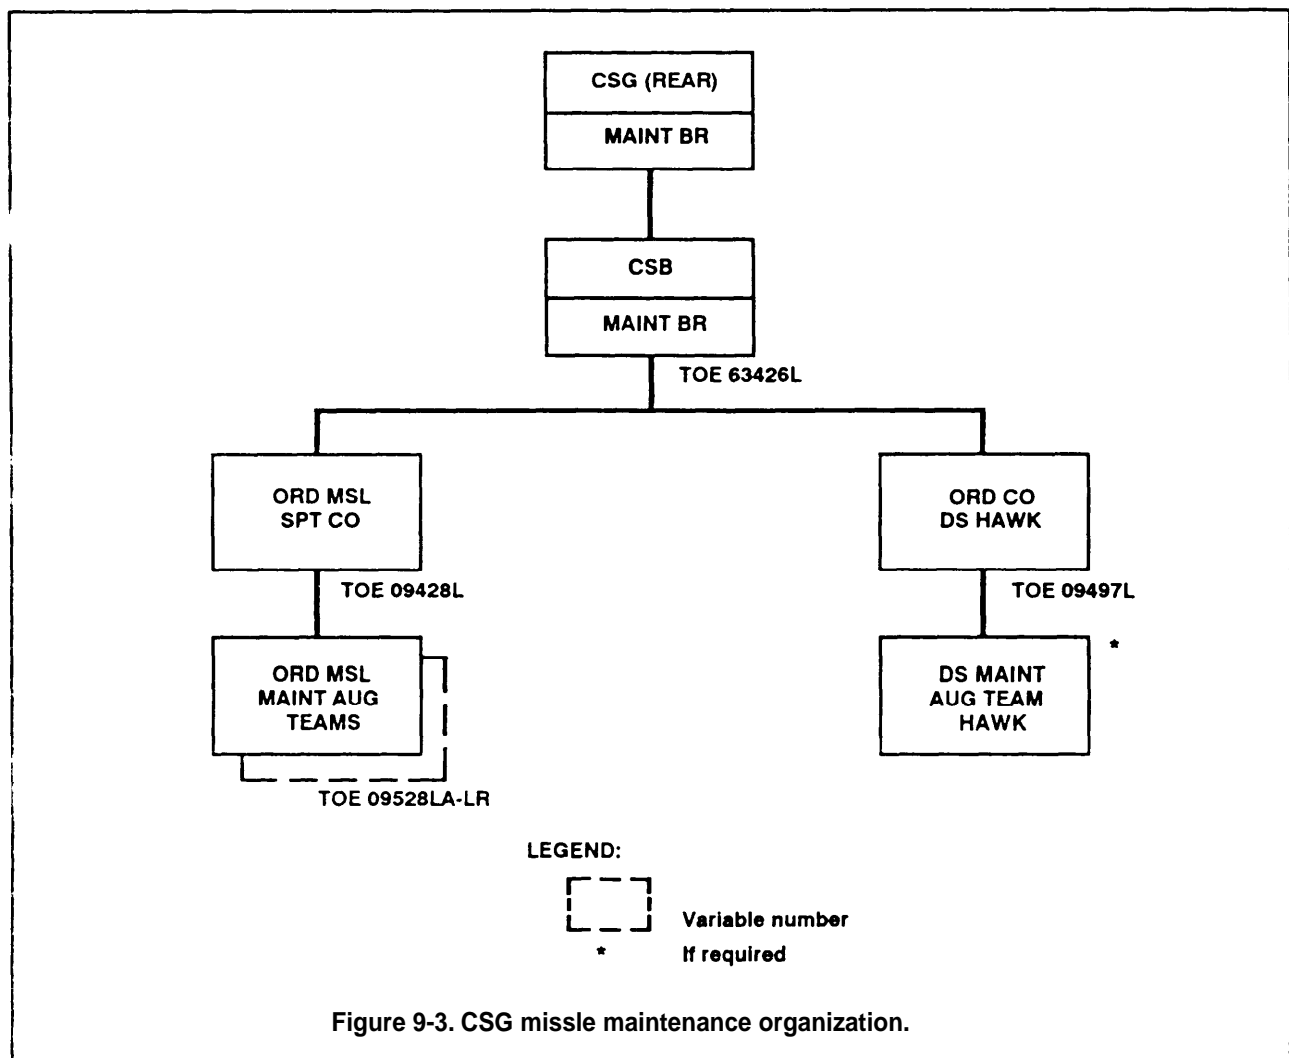 CSG (REAR)
MAINT BR
CSB
MAINT BR
TOE 63426L
ORD MSL
SPT CO
ORD CO
DS HAWK
TOE 09428L
TOE 09497L
ORD MSL
MAINT AUG
TEAMS
*
DS MAINT
AUG TEAM
HAWK
TOE 09528LA-LR
LEGEND:
Variable number
* If required
Figure 9-3. CSG missle maintenance organization.